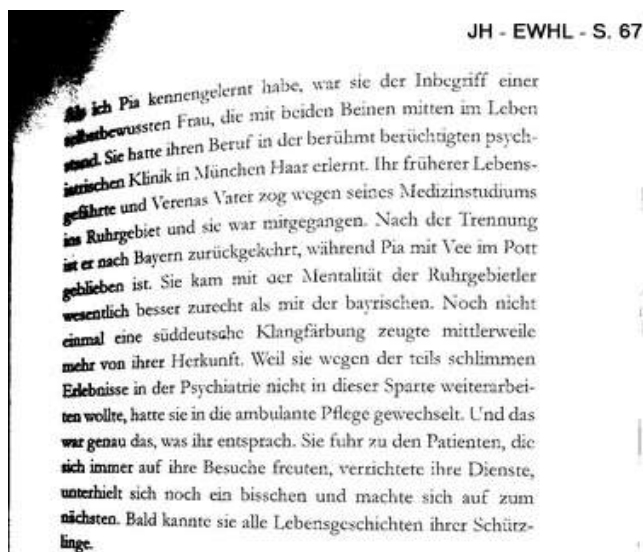 JH - EWHL - S. 67
Als ich Pia kennengelernt habe, war sie der Inbegriff einer
selbstbewussten Frau, die mit beiden Beinen mitten im Leben
stand. Sie hatte ihren Beruf in der berühmt berüchtigten psych-
iatrischen Klinik in München Haar erlernt. Ihr früherer Lebens-
gefährte und Verenas Vater zog wegen seines Medizinstudiums
ins Ruhrgebiet und sie war mitgegangen. Nach der Trennung
ist er nach Bayern zurückgekehrt, während Pia mit Vee im Pott
geblieben ist. Sie kam mit der Mentalität der Ruhrgebietler
wesentlich besser zurecht als mit der bayrischen. Noch nicht
einmal eine süddeutsche Klangfärbung zeugte mittlerweile
mehr von ihrer Herkunft. Weil sie wegen der teils schlimmen
Erlebnisse in der Psychiatrie nicht in dieser Sparte weiterarbei-
ten wollte, hatte sie in die ambulante Pflege gewechselt. Und das
war genau das, was ihr entsprach. Sie fuhr zu den Patienten, die
sich immer auf ihre Besuche freuten, verrichtete ihre Dienste,
unterhielt sich noch ein bisschen und machte sich auf zum
nächsten. Bald kannte sie alle Lebensgeschichten ihrer Schütz-
linge.